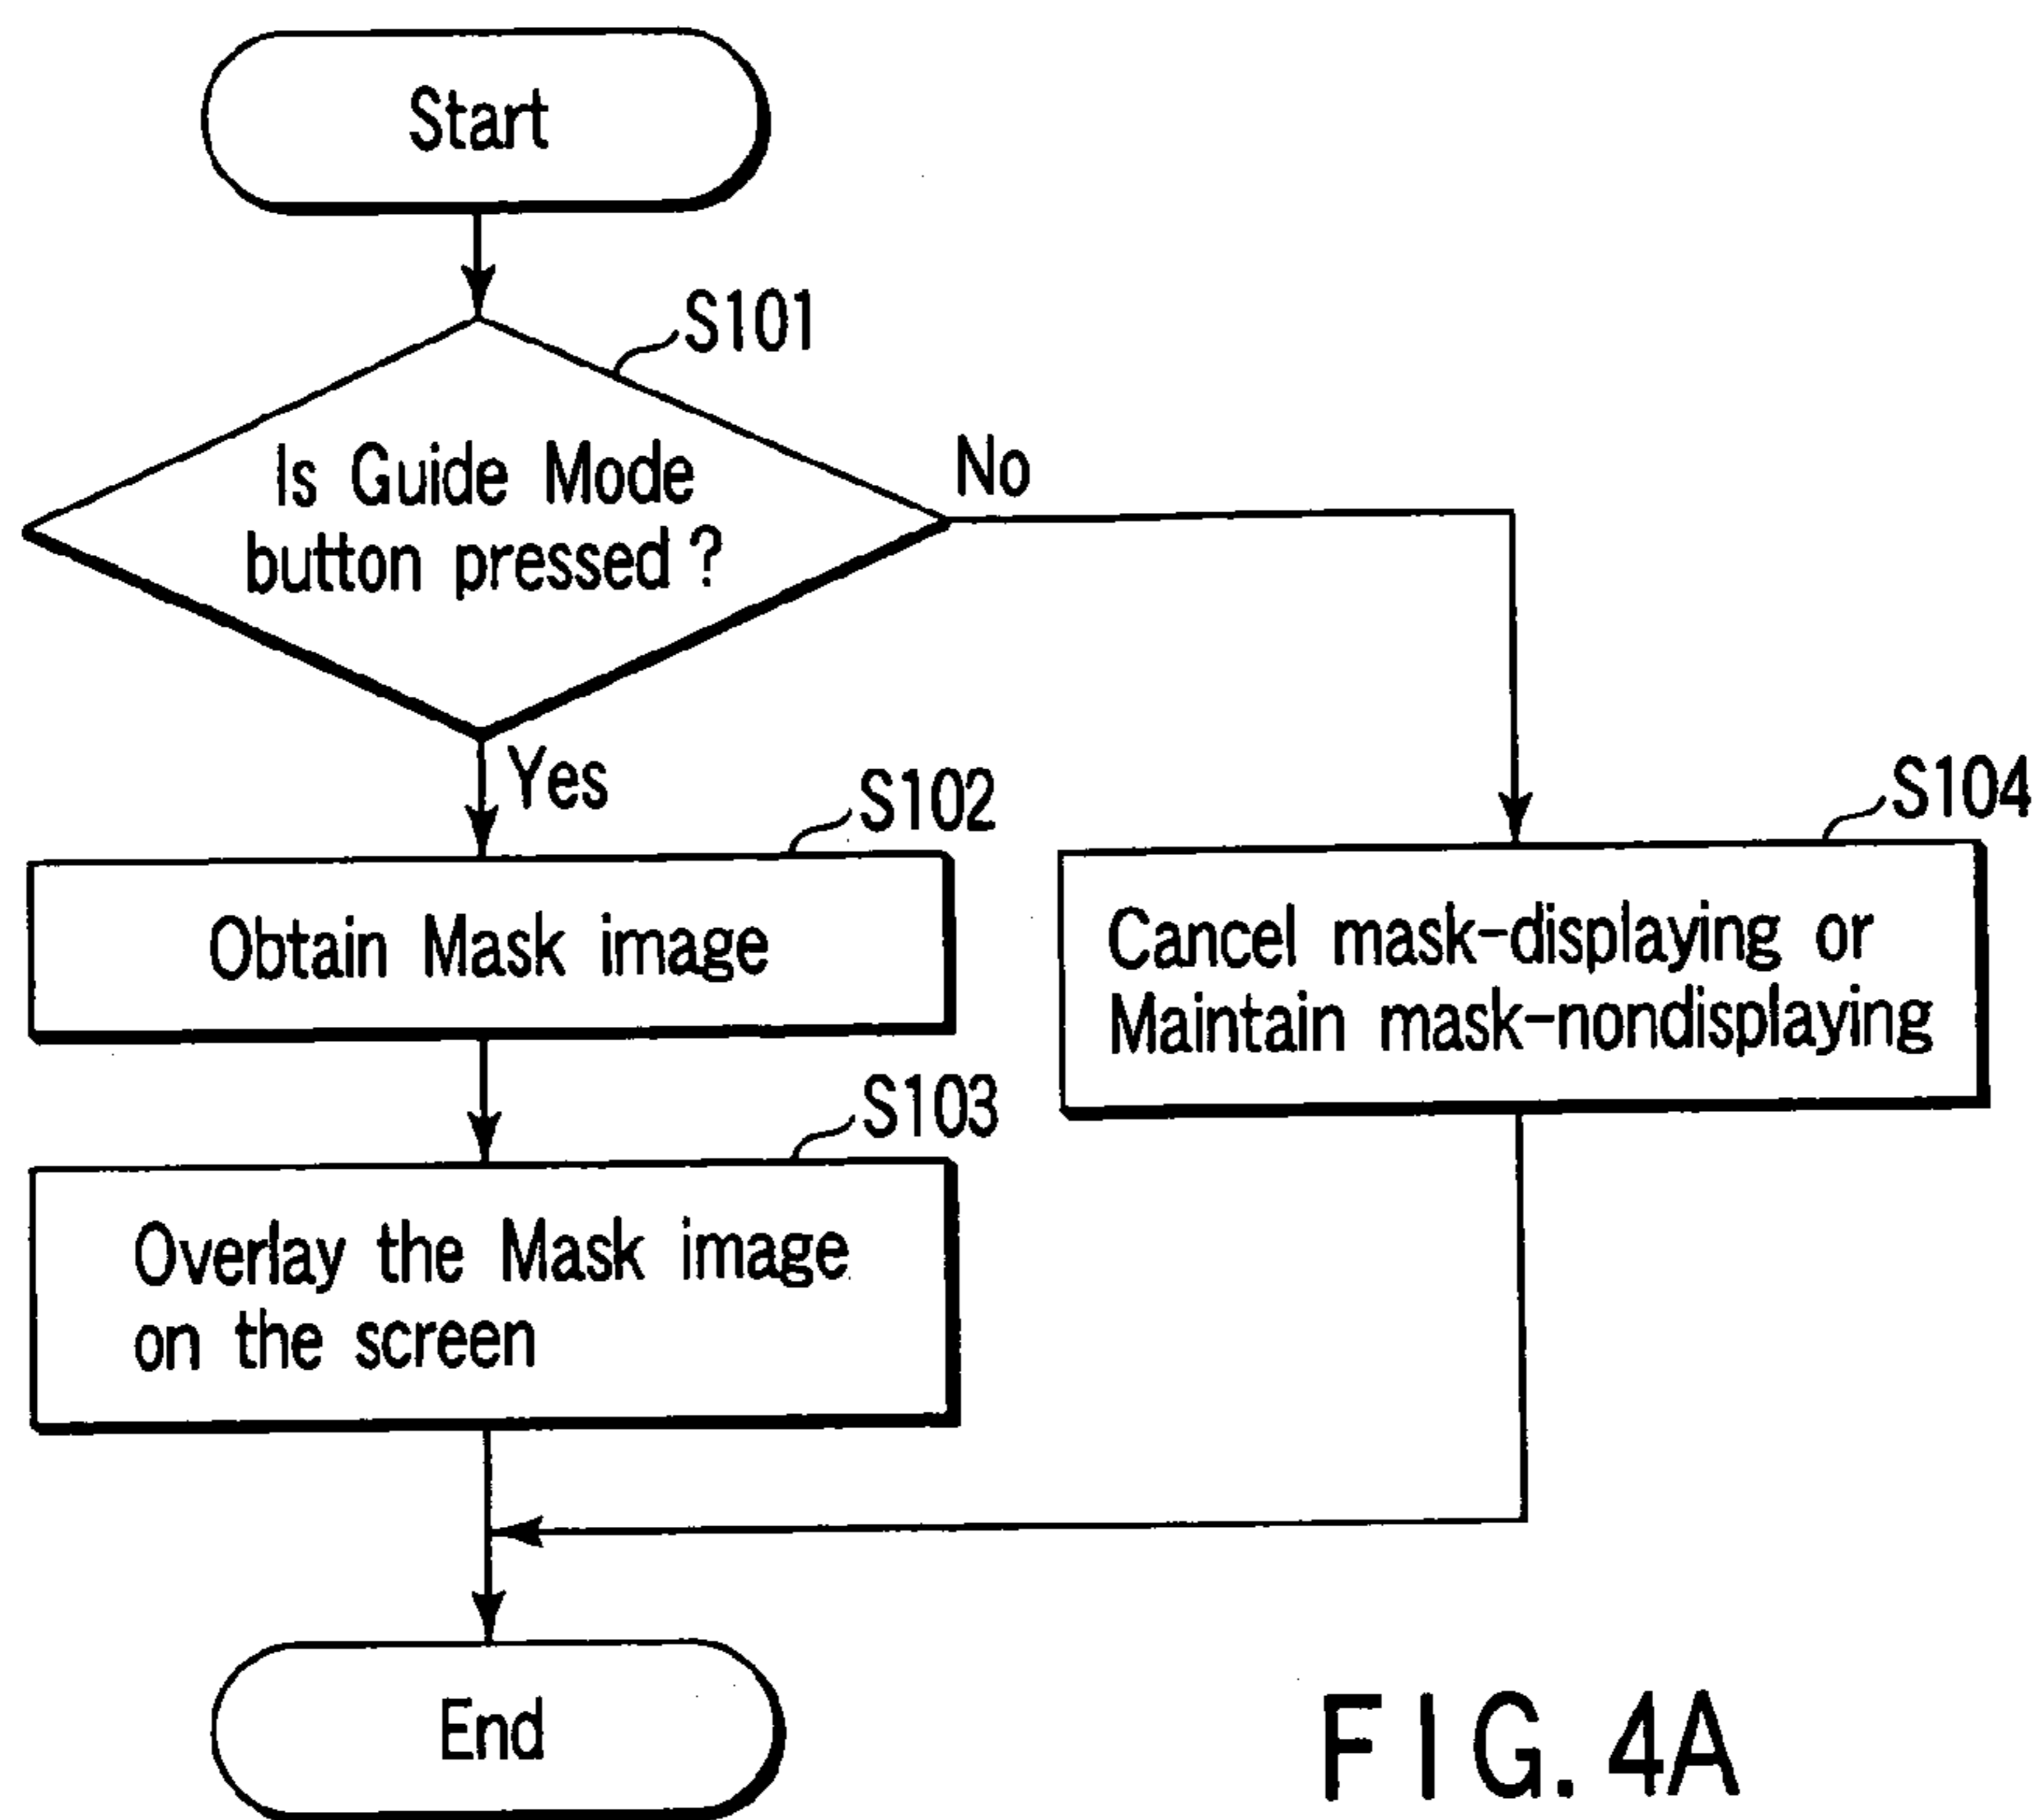 Start
S101
Is Guide Mode
button pressed ?
No
Yes
S102
Obtain Mask image
S104
Cancel mask-displaying or
Maintain mask-nondisplaying
S103
Overlay the Mask image
on the screen
End
FIG. 4A